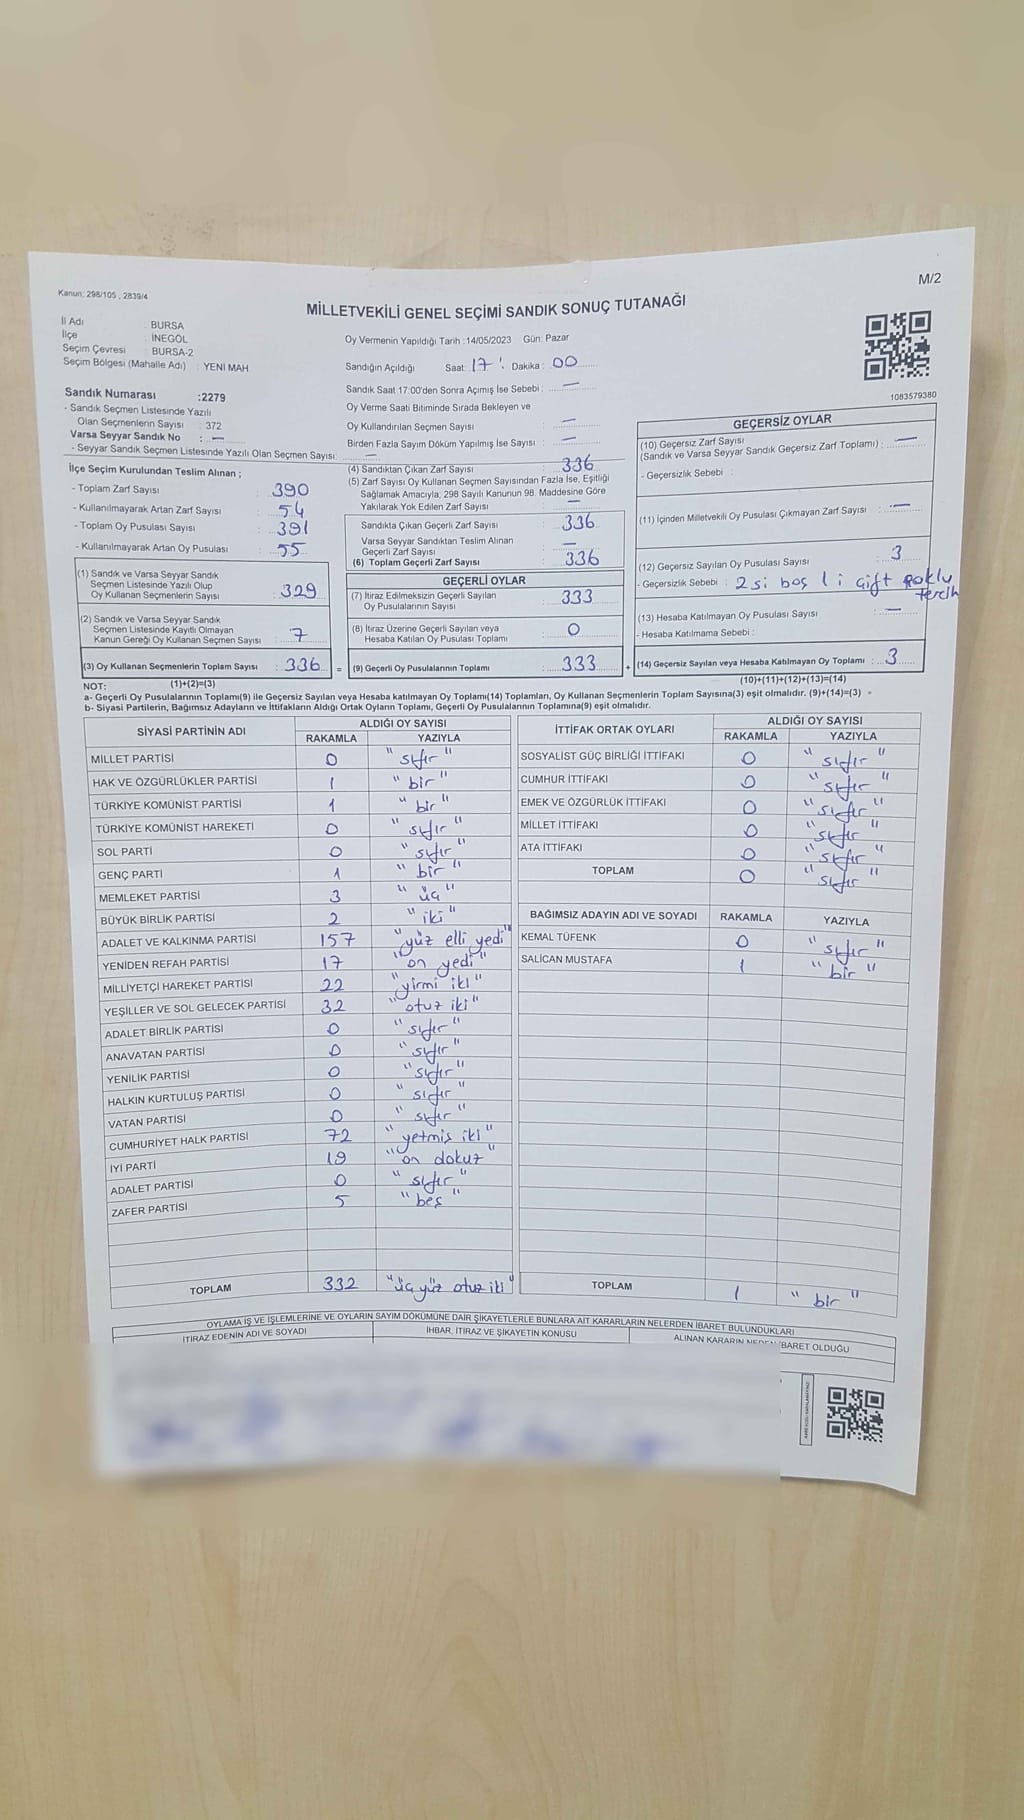 M/2
Kanun: 298/105 , 2839/4
MİLLETVEKİLİ GENEL SEÇİMİ SANDIK SONUÇ TUTANAĞI
İl Adı : BURSA
İlçe : İNEGÖL
Seçim Çevresi : BURSA-2
Seçim Bölgesi (Mahalle Adı) : YENİ MAH
Sandık Numarası :2279
- Sandık Seçmen Listesinde Yazılı
Olan Seçmenlerin Sayısı : 372
Varsa Seyyar Sandık No : —
- Seyyar Sandık Seçmen Listesinde Yazılı Olan Seçmen Sayısı: —
Oy Vermenin Yapıldığı Tarih :14/05/2023 Gün: Pazar
Sandığın Açıldığı Saat: 17 : Dakika : 00
Sandık Saat 17:00'den Sonra Açımış İse Sebebi : —
Oy Verme Saati Bitiminde Sırada Bekleyen ve
Oy Kullandırılan Seçmen Sayısı : —
Birden Fazla Sayım Döküm Yapılmış İse Sayısı : —
1083579380
İlçe Seçim Kurulundan Teslim Alınan ;
- Toplam Zarf Sayısı : 390
- Kullanılmayarak Artan Zarf Sayısı : 54
- Toplam Oy Pusulası Sayısı : 391
- Kullanılmayarak Artan Oy Pusulası : 55
(1) Sandık ve Varsa Seyyar Sandık
Seçmen Listesinde Yazılı Olup
Oy Kullanan Seçmenlerin Sayısı : 329
(2) Sandık ve Varsa Seyyar Sandık
Seçmen Listesinde Kayıtlı Olmayan
Kanun Gereği Oy Kullanan Seçmen Sayısı : 7
(3) Oy Kullanan Seçmenlerin Toplam Sayısı : 336 =
(4) Sandıktan Çıkan Zarf Sayısı : 336
(5) Zarf Sayısı Oy Kullanan Seçmen Sayısından Fazla İse, Eşitliği
Sağlamak Amacıyla, 298 Sayılı Kanunun 98. Maddesine Göre
Yakılarak Yok Edilen Zarf Sayısı : —
Sandıkta Çıkan Geçerli Zarf Sayısı : 336
Varsa Seyyar Sandıktan Teslim Alınan
Geçerli Zarf Sayısı : —
(6) Toplam Geçerli Zarf Sayısı : 336
GEÇERLİ OYLAR
(7) İtiraz Edilmeksizin Geçerli Sayılan
Oy Pusulalarının Sayısı : 333
(8) İtiraz Üzerine Geçerli Sayılan veya
Hesaba Katılan Oy Pusulası Toplamı : 0
(9) Geçerli Oy Pusulalarının Toplamı : 333 +
GEÇERSİZ OYLAR
(10) Geçersiz Zarf Sayısı
(Sandık ve Varsa Seyyar Sandık Geçersiz Zarf Toplamı) : —
- Geçersizlik Sebebi :
(11) İçinden Milletvekili Oy Pusulası Çıkmayan Zarf Sayısı : —
(12) Geçersiz Sayılan Oy Pusulası Sayısı : 3
- Geçersizlik Sebebi : 2 si boş 1 i çift çoklu tercih
(13) Hesaba Katılmayan Oy Pusulası Sayısı : —
- Hesaba Katılmama Sebebi :
(14) Geçersiz Sayılan veya Hesaba Katılmayan Oy Toplamı : 3
NOT: (1)+(2)=(3)
(10)+(11)+(12)+(13)=(14)
a- Geçerli Oy Pusulalarının Toplamı(9) ile Geçersiz Sayılan veya Hesaba katılmayan Oy Toplamı(14) Toplamları, Oy Kullanan Seçmenlerin Toplam Sayısına(3) eşit olmalıdır. (9)+(14)=(3)
b- Siyasi Partilerin, Bağımsız Adayların ve İttifakların Aldığı Ortak Oyların Toplamı, Geçerli Oy Pusulalarının Toplamına(9) eşit olmalıdır.
SİYASİ PARTİNİN ADI ALDIĞI OY SAYISI
RAKAMLA YAZIYLA
MİLLET PARTİSİ 0 "sıfır"
HAK VE ÖZGÜRLÜKLER PARTİSİ 1 "bir"
TÜRKİYE KOMÜNİST PARTİSİ 1 "bir"
TÜRKİYE KOMÜNİST HAREKETİ 0 "sıfır"
SOL PARTİ 0 "sıfır"
GENÇ PARTİ 1 "bir"
MEMLEKET PARTİSİ 3 "üç"
BÜYÜK BİRLİK PARTİSİ 2 "iki"
ADALET VE KALKINMA PARTİSİ 157 "yüz elli yedi"
YENİDEN REFAH PARTİSİ 17 "on yedi"
MİLLİYETÇİ HAREKET PARTİSİ 22 "yirmi iki"
YEŞİLLER VE SOL GELECEK PARTİSİ 32 "otuz iki"
ADALET BİRLİK PARTİSİ 0 "sıfır"
ANAVATAN PARTİSİ 0 "sıfır"
YENİLİK PARTİSİ 0 "sıfır"
HALKIN KURTULUŞ PARTİSİ 0 "sıfır"
VATAN PARTİSİ 0 "sıfır"
CUMHURİYET HALK PARTİSİ 72 "yetmiş iki"
İYİ PARTİ 19 "on dokuz"
ADALET PARTİSİ 0 "sıfır"
ZAFER PARTİSİ 5 "beş"
TOPLAM 332 "üç yüz otuz iki"
İTTİFAK ORTAK OYLARI ALDIĞI OY SAYISI
RAKAMLA YAZIYLA
SOSYALİST GÜÇ BİRLİĞİ İTTİFAKI 0 "sıfır"
CUMHUR İTTİFAKI 0 "sıfır"
EMEK VE ÖZGÜRLÜK İTTİFAKI 0 "sıfır"
MİLLET İTTİFAKI 0 "sıfır"
ATA İTTİFAKI 0 "sıfır"
TOPLAM 0 "sıfır"
BAĞIMSIZ ADAYIN ADI VE SOYADI RAKAMLA YAZIYLA
KEMAL TÜFENK 0 "sıfır"
SALİCAN MUSTAFA 1 "bir"
TOPLAM 1 "bir"
OYLAMA İŞ VE İŞLEMLERİNE VE OYLARIN SAYIM DÖKÜMÜNE DAİR ŞİKAYETLERLE BUNLARA AİT KARARLARIN NELERDEN İBARET BULUNDUKLARI
İTİRAZ EDENİN ADI VE SOYADI İHBAR, İTİRAZ VE ŞİKAYETİN KONUSU ALINAN KARARIN NEDEN İBARET OLDUĞU